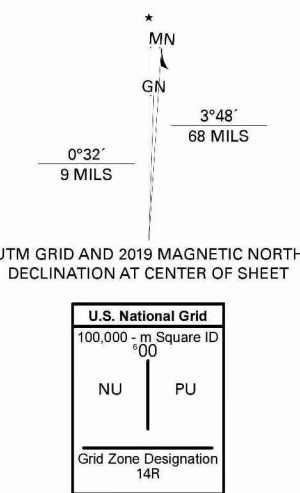 ★
MN
GN
3°48´
68 MILS
0°32´
9 MILS
UTM GRID AND 2019 MAGNETIC NORTH
DECLINATION AT CENTER OF SHEET
U.S. National Grid
100,000 - m Square ID
⁶00
NU PU
Grid Zone Designation
14R